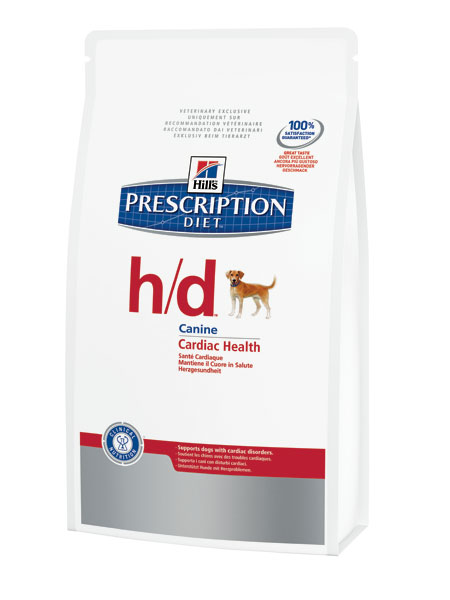 VETERINARY EXCLUSIVE
UNIQUEMENT SUR
RECOMMANDATION VÉTÉRINAIRE
RACCOMANDATO DAI VETERINARI
EXKLUSIV BEIM TIERARZT
100%
SATISFACTION
GUARANTEED*
GREAT TASTE
GOÛT EXCELLENT
ANCORA PIÙ GUSTOSO
HERVORRAGENDER
GESCHMACK
Hill's
PRESCRIPTION
DIET
h/d
Canine
Cardiac Health
Santé Cardiaque
Mantiene il Cuore in Salute
Herzgesundheit
CLINICAL
NUTRITION
• Supports dogs with cardiac disorders.
• Soutient les chiens avec des troubles cardiaques.
• Supporta i cani con disturbi cardiaci.
• Unterstützt Hunde mit Herzproblemen.